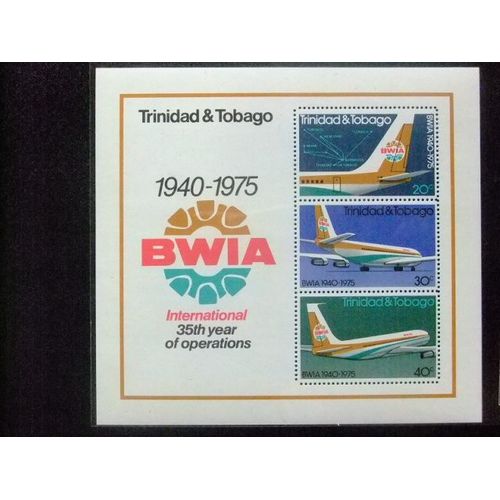 Trinidad & Tobago
1940-1975
BWIA
International
35th year
of operations
Trinidad & Tobago
BWIA 1940-1975
BWIA
20c
Trinidad & Tobago
BWIA 1940-1975
30c
Trinidad & Tobago
BWIA 1940-1975
40c